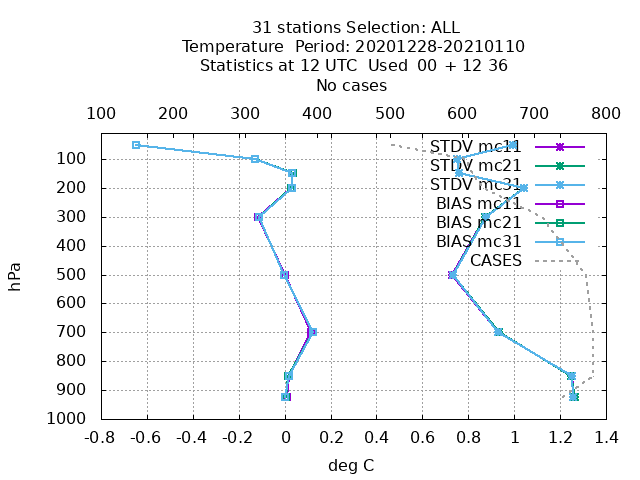 31 stations Selection: ALL
Temperature  Period: 20201228-20210110
Statistics at 12 UTC  Used  00 + 12 36
No cases
100 200 300 400 500 600 700 800
STDV mc11
STDV mc21
STDV mc31
BIAS mc11
BIAS mc21
BIAS mc31
CASES
hPa
100
200
300
400
500
600
700
800
900
1000
-0.8 -0.6 -0.4 -0.2 0 0.2 0.4 0.6 0.8 1 1.2 1.4
deg C